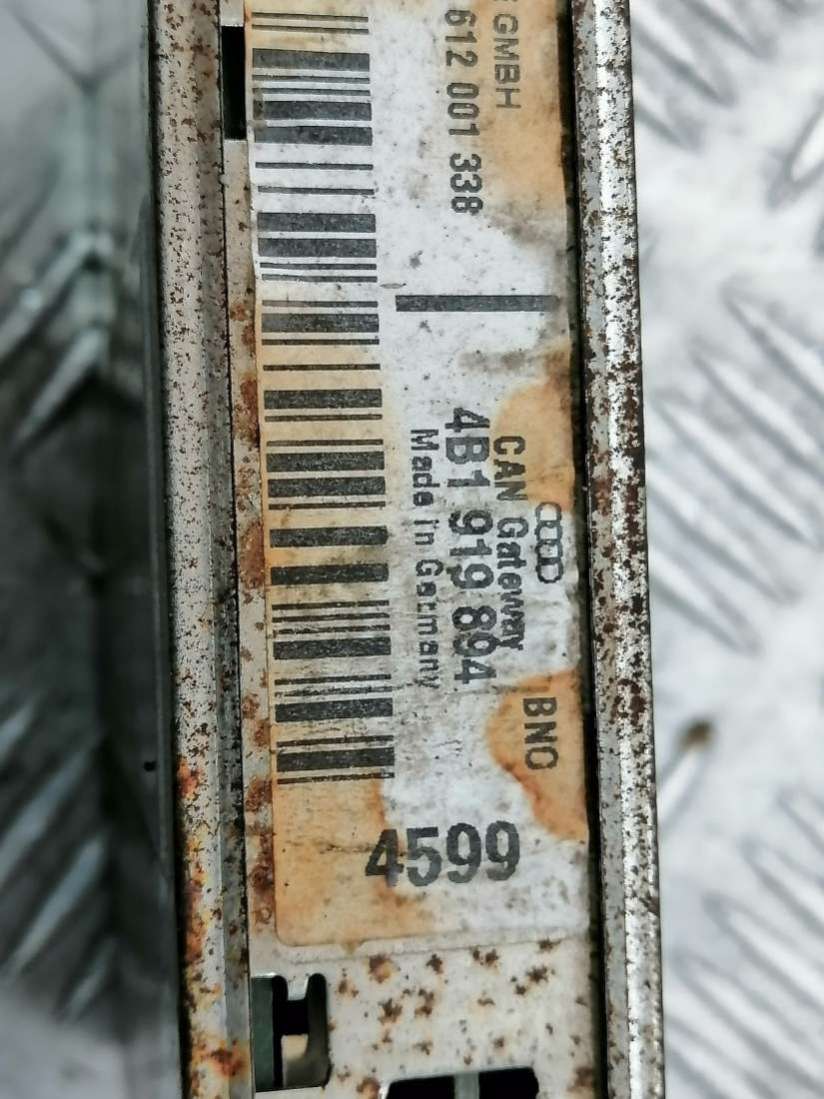 GMBH
612 001 338
CAN Gateway
4B1 919 894
Made in Germany
BNO
4599